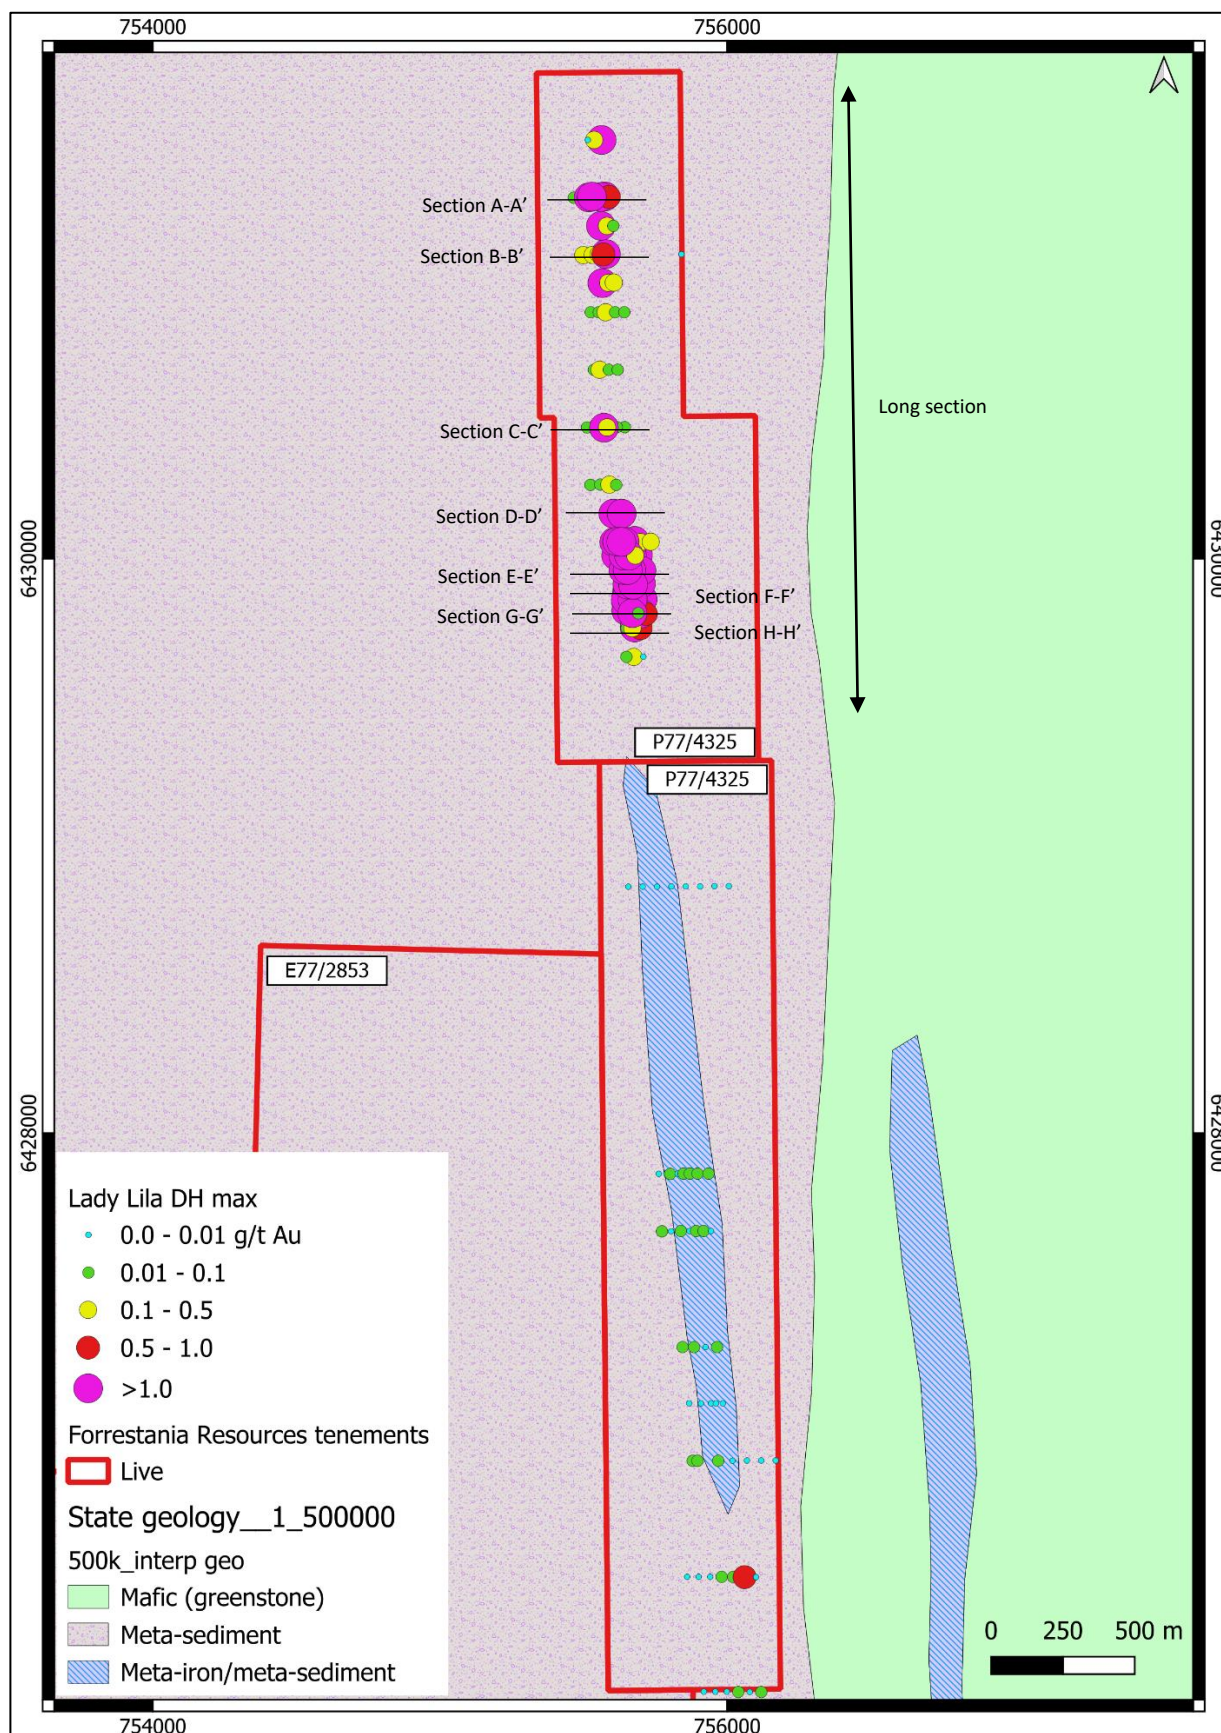 754000
756000
Section A-A’
Section B-B’
Long section
Section C-C’
Section D-D’
6430000
6430000
Section E-E’
Section F-F’
Section G-G’
Section H-H’
P77/4325
P77/4325
E77/2853
6428000
6428000
Lady Lila DH max
0.0 - 0.01 g/t Au
0.01 - 0.1
0.1 - 0.5
0.5 - 1.0
>1.0
Forrestania Resources tenements
Live
State geology__1_500000
500k_interp geo
Mafic (greenstone)
Meta-sediment
Meta-iron/meta-sediment
0 250 500 m
754000
756000